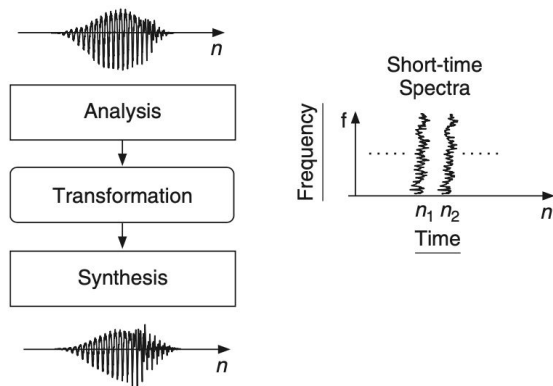 n
Analysis
Transformation
Synthesis
n
Short-time
Spectra
Frequency
f
n1 n2
n
Time